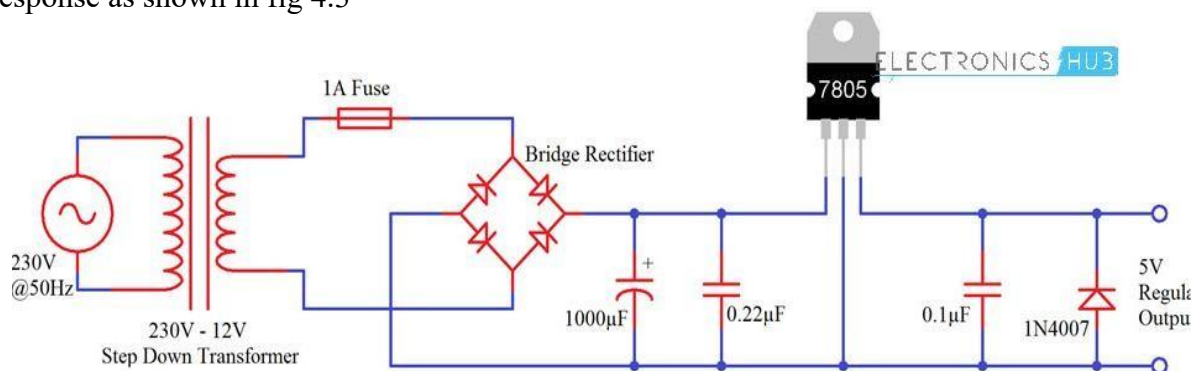 esponse as shown in fig 4.3
ELECTRONICS HUB
7805
1A Fuse
Bridge Rectifier
230V
@50Hz
230V - 12V
Step Down Transformer
1000µF
+
0.22µF
0.1µF
1N4007
5V
Regula
Outpu